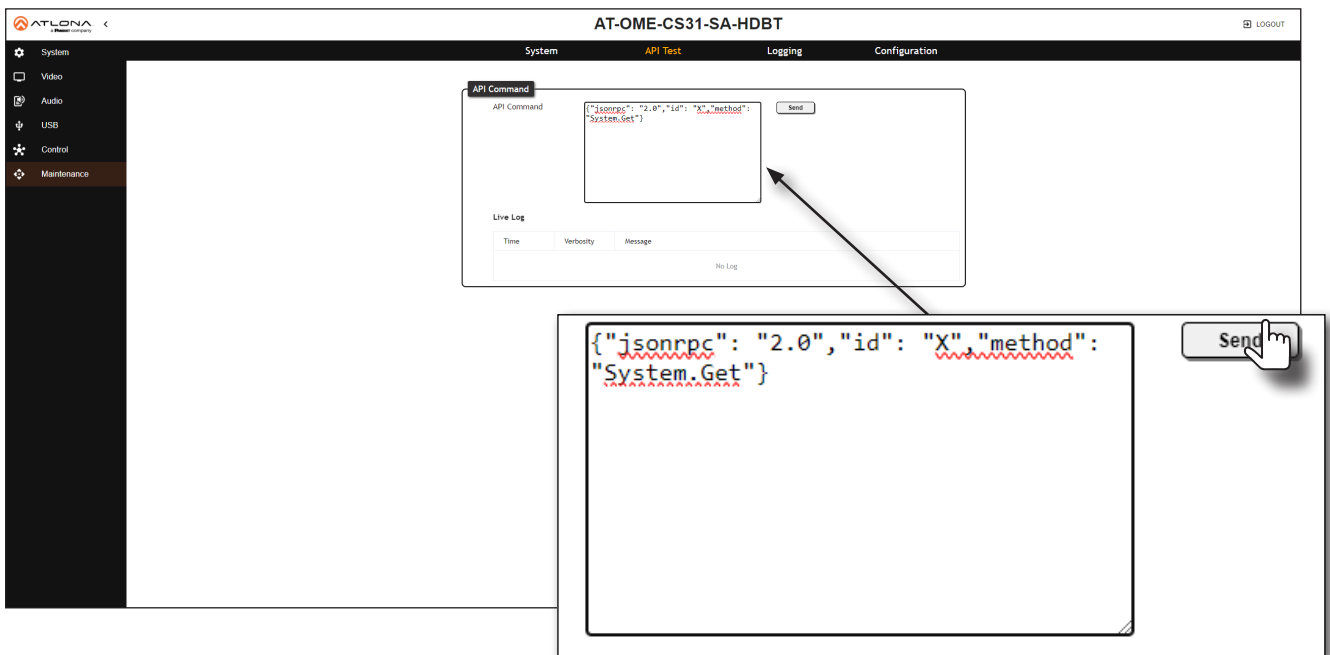 ATLONA
a Panduit company
<
AT-OME-CS31-SA-HDBT
LOGOUT
System
Video
Audio
USB
Control
Maintenance
System API Test Logging Configuration
API Command
API Command
{"jsonrpc": "2.0","id": "X","method":
"System.Get"}
Send
Live Log
Time Verbosity Message
No Log
{"jsonrpc": "2.0","id": "X","method":
"System.Get"}
Send